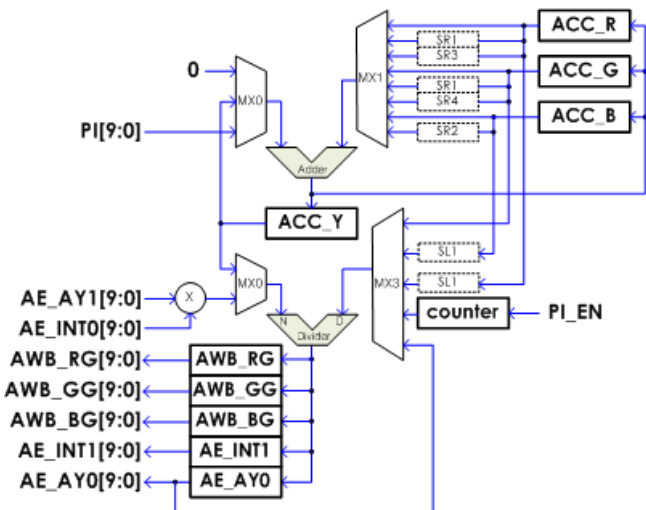 ACC_R
SR1
SR3
0
MX0
MX1
ACC_G
SR1
SR4
PI[9:0]
ACC_B
SR2
Adder
ACC_Y
SL1
MX0
MX3
SL1
AE_AY1[9:0]
X
AE_INT0[9:0]
N
D
counter
PI_EN
Divider
AWB_RG[9:0]
AWB_RG
AWB_GG[9:0]
AWB_GG
AWB_BG[9:0]
AWB_BG
AE_INT1[9:0]
AE_INT1
AE_AY0[9:0]
AE_AY0